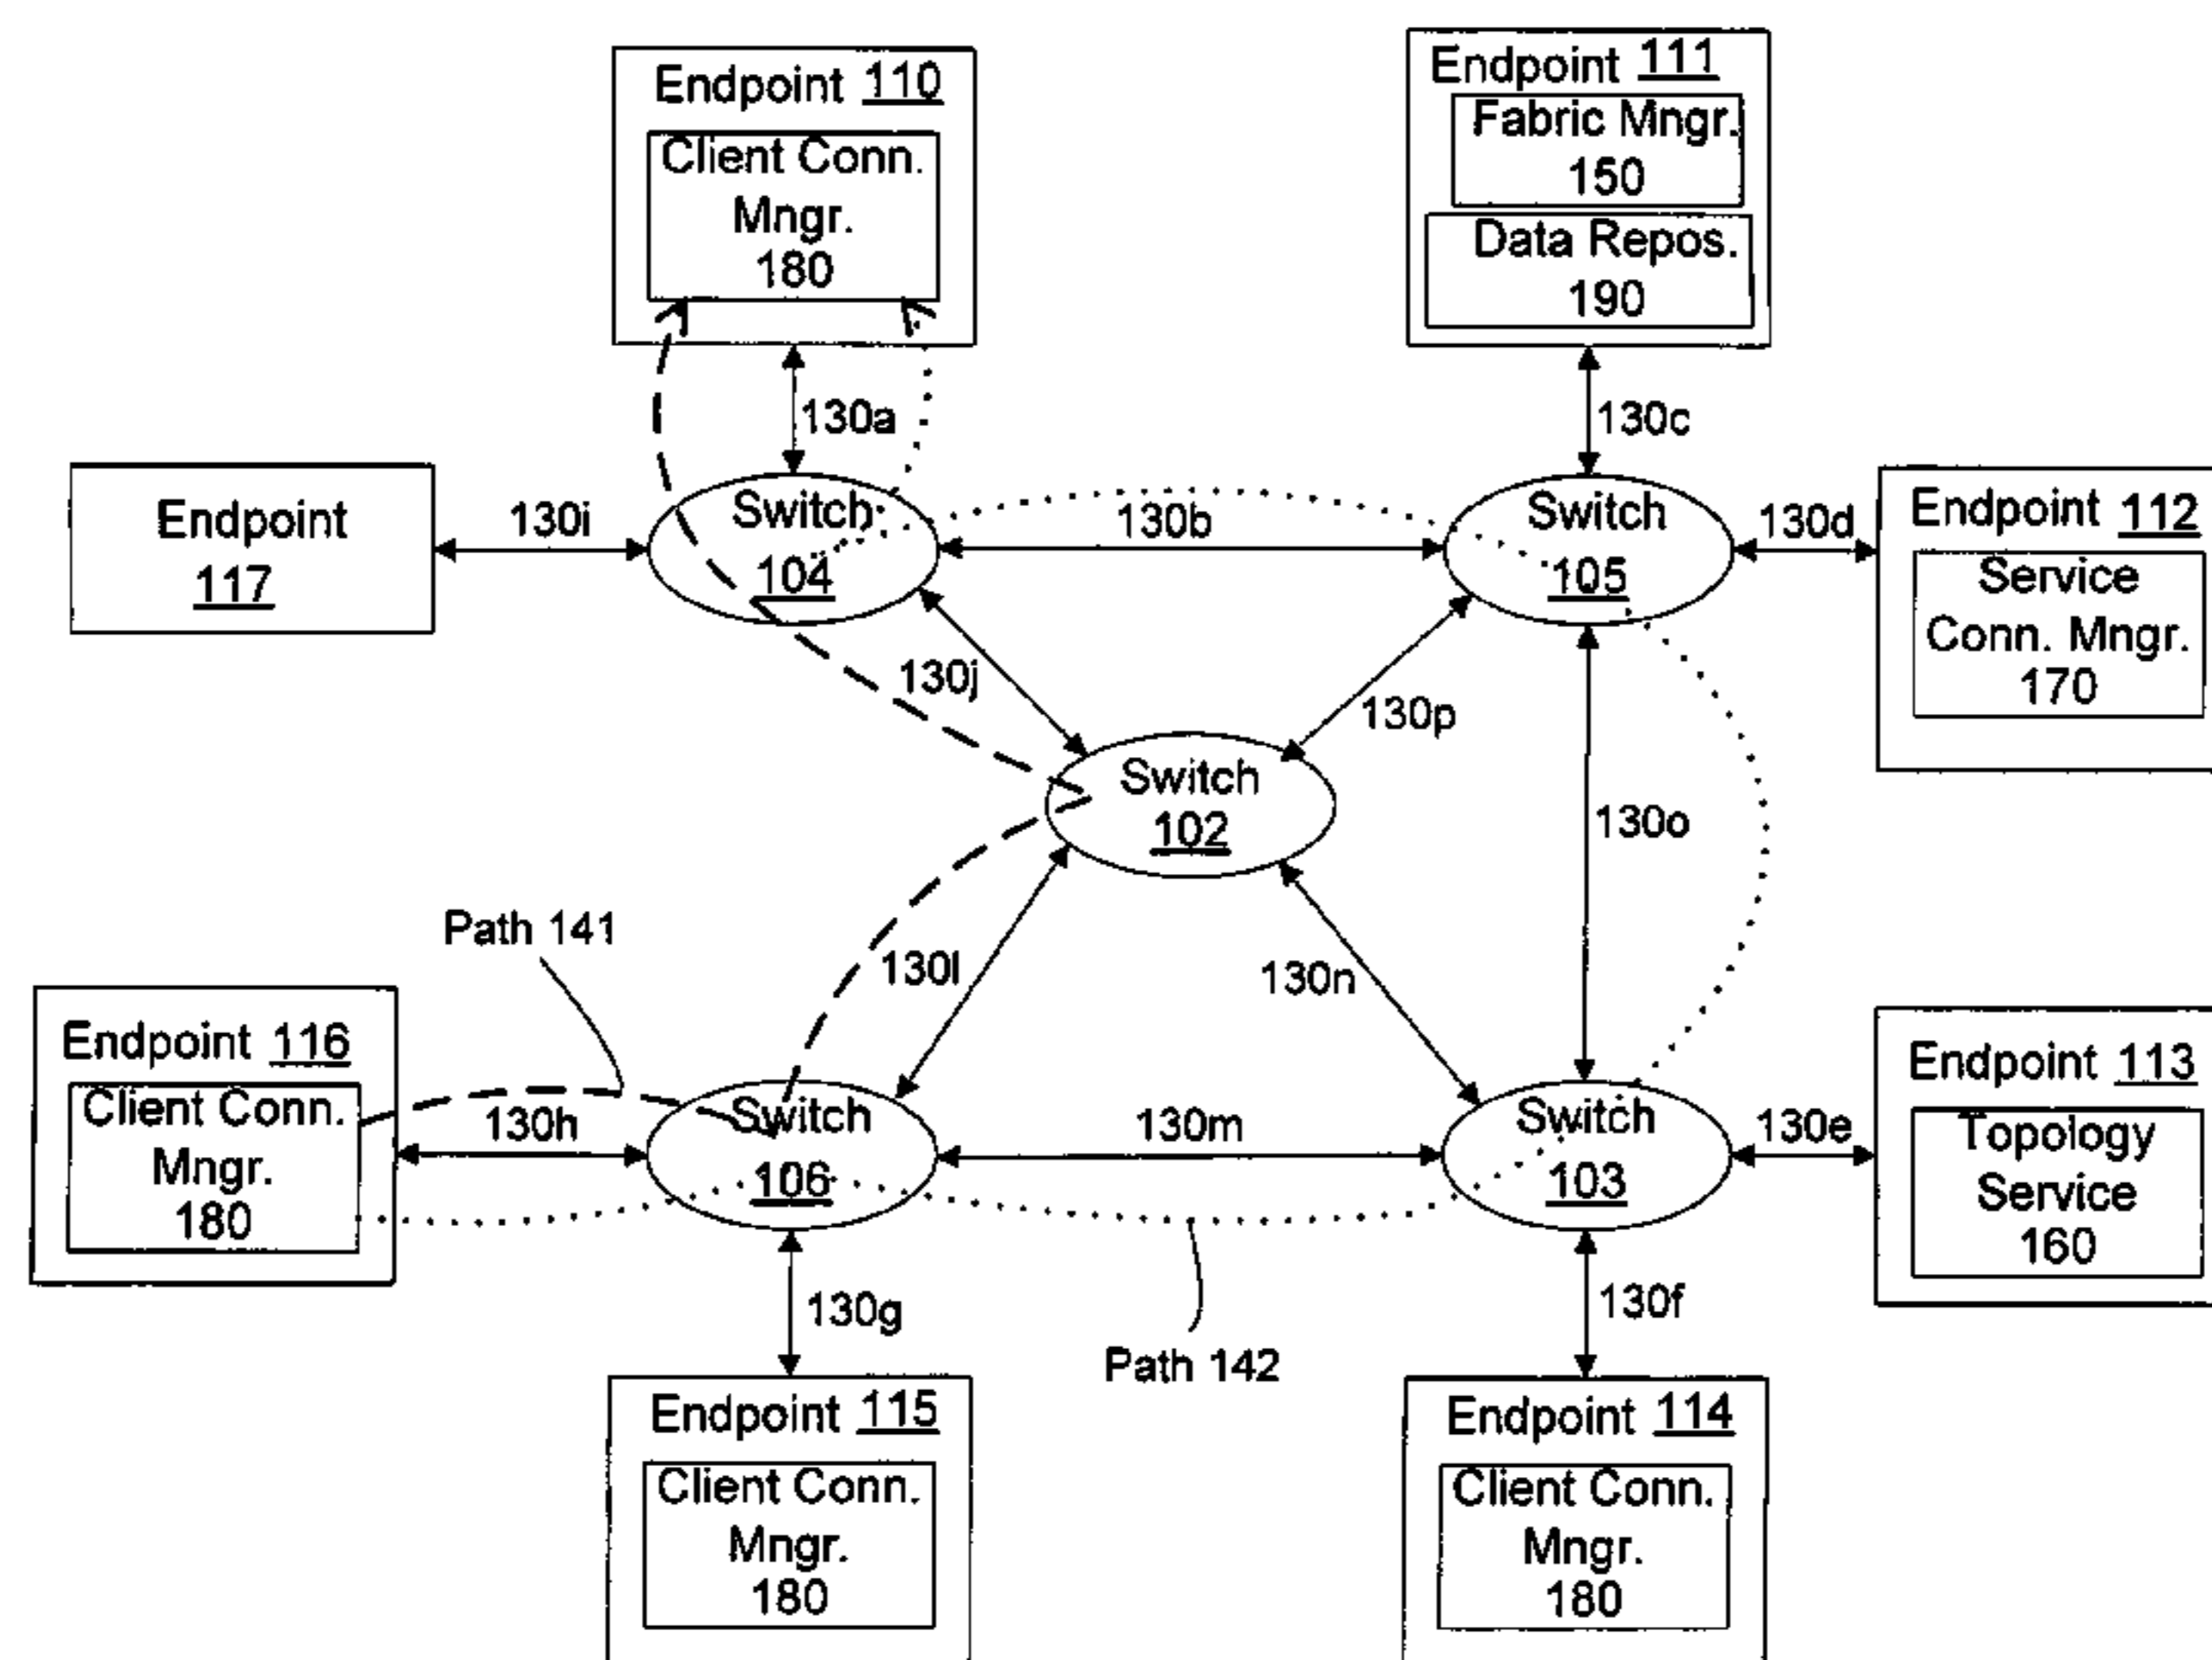 Endpoint 110
Client Conn.
Mngr.
180
Endpoint 111
Fabric Mngr.
150
Data Repos.
190
130a
130c
Endpoint
117
130i
Switch
104
130b
Switch
105
130d
Endpoint 112
Service
Conn. Mngr.
170
130j
130p
Switch
102
130o
Path 141
130l
130n
Endpoint 116
Client Conn.
Mngr.
180
130h
Switch
106
130m
Switch
103
130e
Endpoint 113
Topology
Service
160
130g
Path 142
130f
Endpoint 115
Client Conn.
Mngr.
180
Endpoint 114
Client Conn.
Mngr.
180